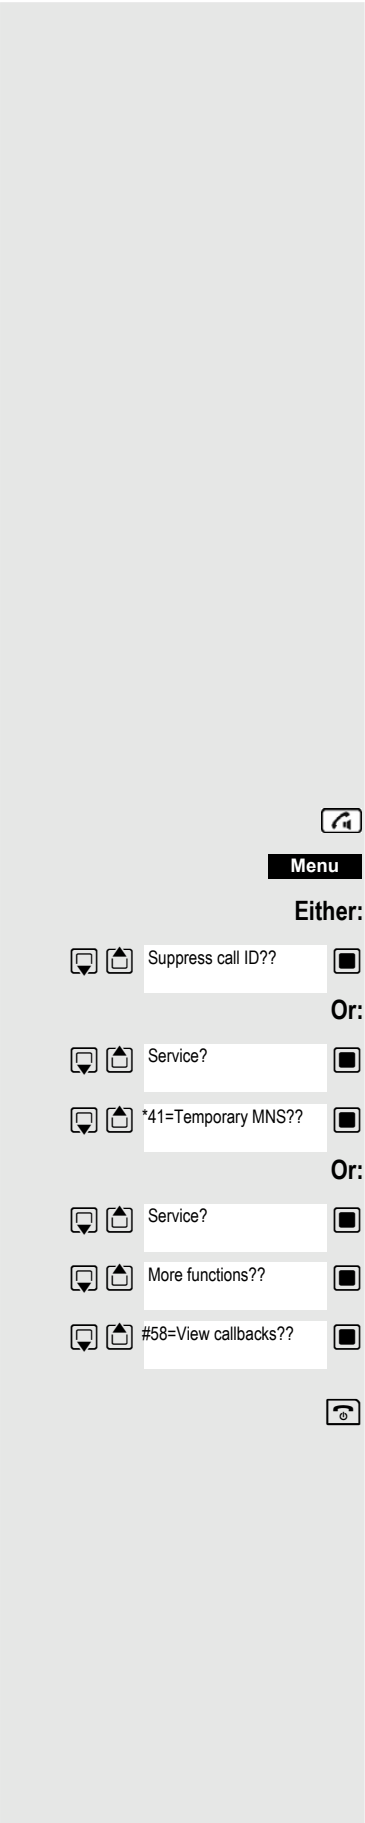 Menu
Either:
Suppress call ID??
Or:
Service?
*41=Temporary MNS??
Or:
Service?
More functions??
#58=View callbacks??